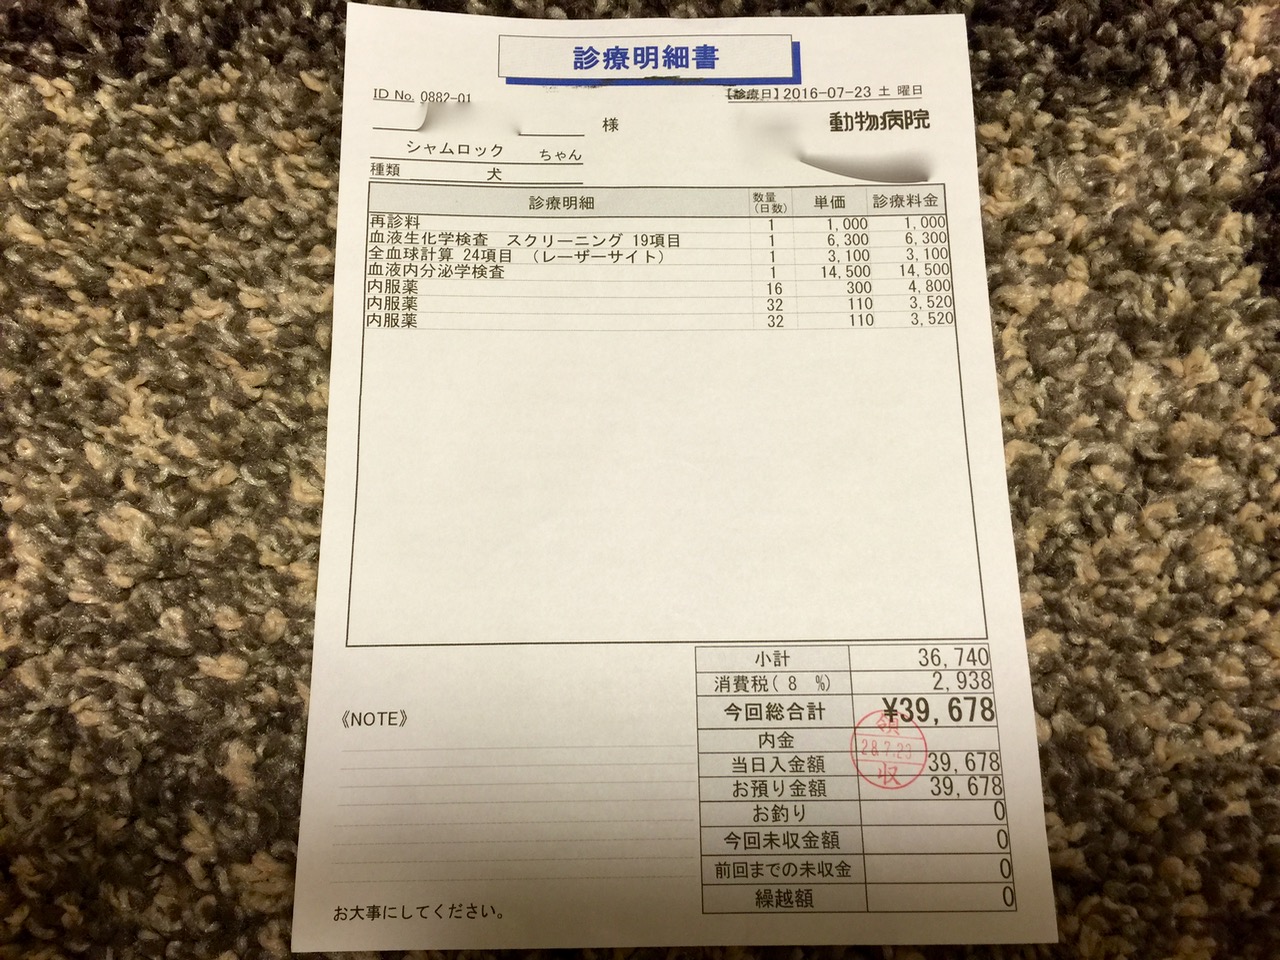 診療明細書
ID No. 0882-01
【診療日】2016-07-23 土 曜日
様
動物病院
シャムロック ちゃん
種類 犬
診療明細 数量(日数) 単価 診療料金
再診料 1 1,000 1,000
血液生化学検査 スクリーニング 19項目 1 6,300 6,300
全血球計算 24項目 (レーザーサイト) 1 3,100 3,100
血液内分泌学検査 1 14,500 14,500
内服薬 16 300 4,800
内服薬 32 110 3,520
内服薬 32 110 3,520
小計 36,740
消費税( 8 %) 2,938
今回総合計 ¥39,678
内金
領
28.7.23
収
当日入金額 39,678
お預り金額 39,678
お釣り 0
今回未収金額 0
前回までの未収金 0
繰越額 0
《NOTE》
お大事にしてください。